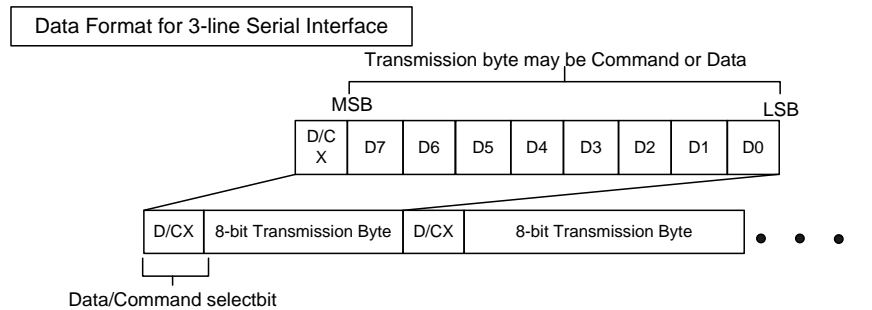 Data Format for 3-line Serial Interface
Transmission byte may be Command or Data
MSB
LSB
D/C
X
D7
D6
D5
D4
D3
D2
D1
D0
D/CX
8-bit Transmission Byte
D/CX
8-bit Transmission Byte
Data/Command selectbit